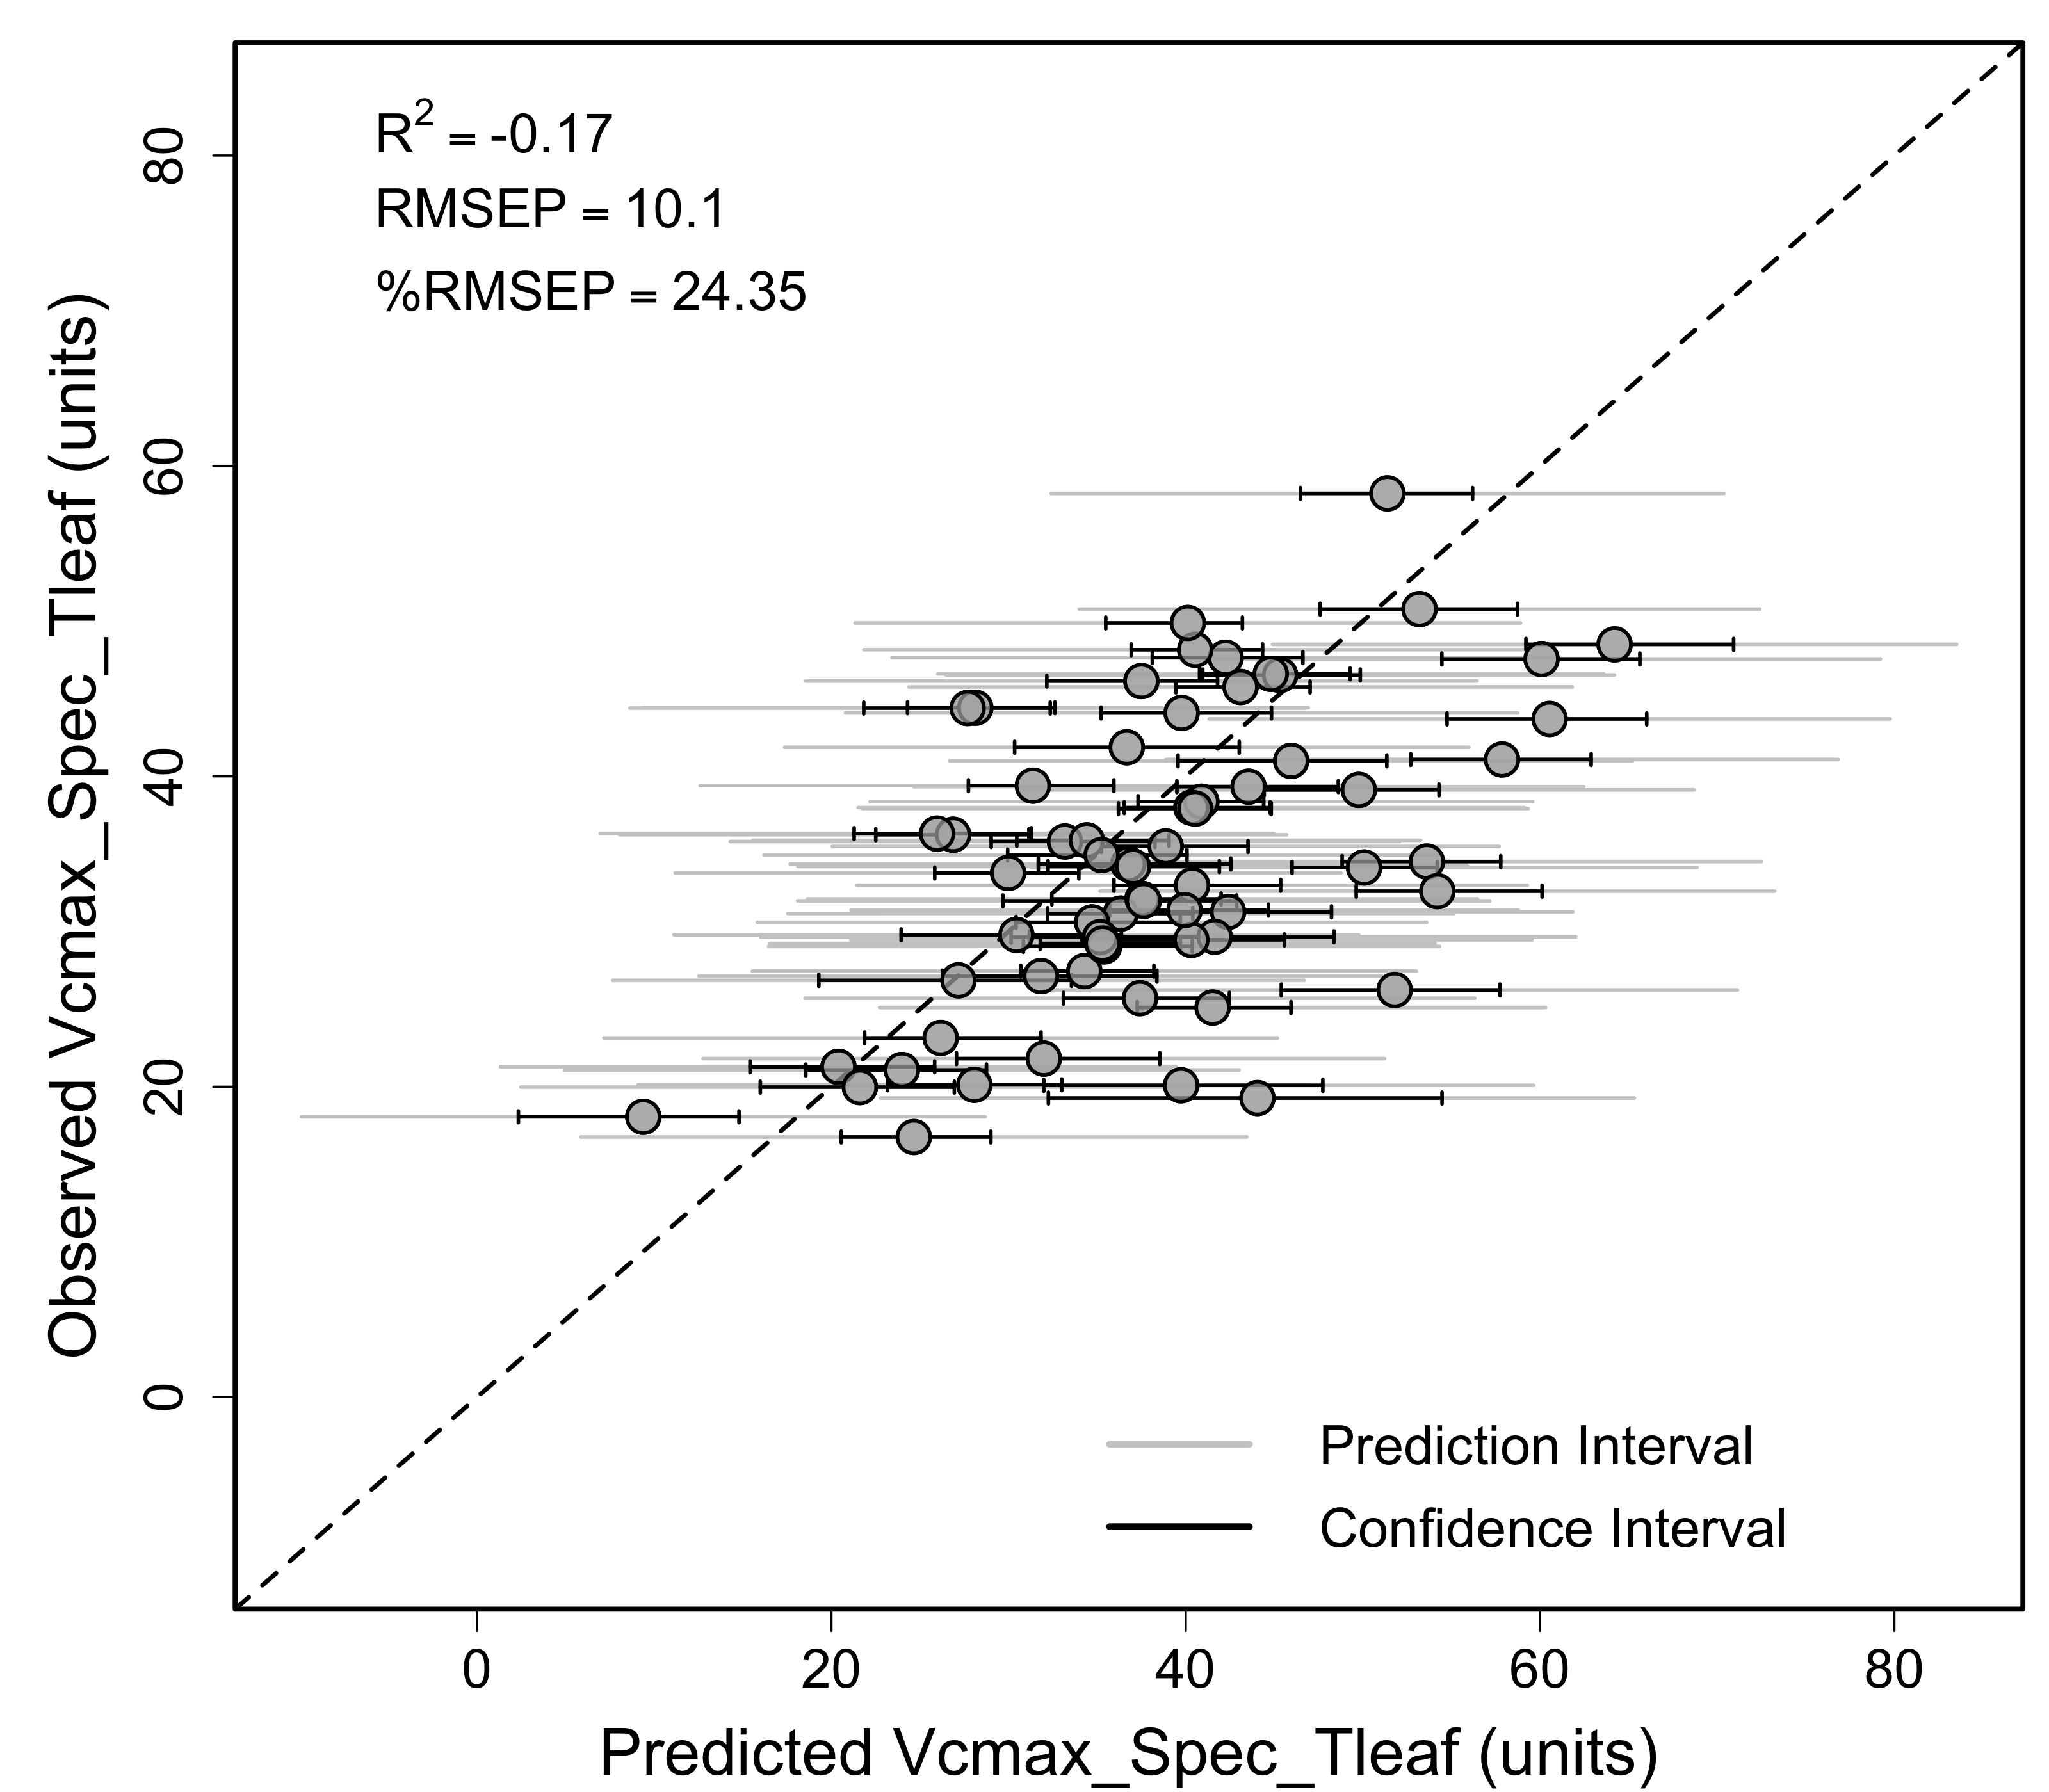 R2 = -0.17
RMSEP = 10.1
%RMSEP = 24.35
Observed Vcmax_Spec_Tleaf (units)
80
60
40
20
0
Prediction Interval
Confidence Interval
0 20 40 60 80
Predicted Vcmax_Spec_Tleaf (units)